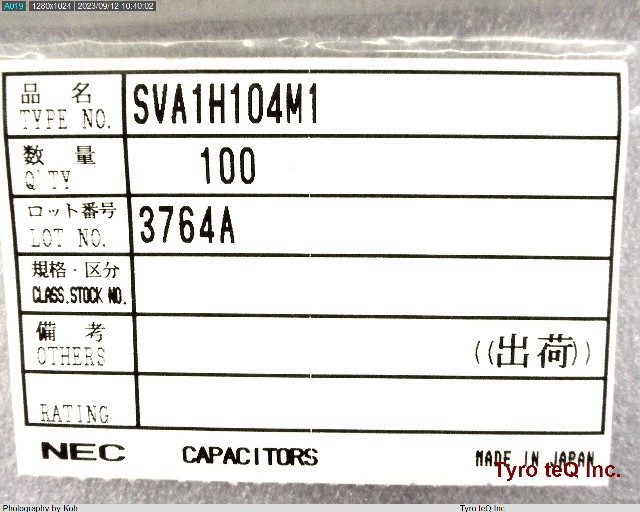 A019 1280x1024 2023/09/12 10:40:02
品 名
TYPE NO. SVA1H104M1
数 量
Q'TY 100
ロット番号
LOT NO. 3764A
規格・区分
CLASS.STOCK NO.
備 考
OTHERS ((出荷))
RATING
NEC CAPACITORS MADE IN JAPAN
Tyro teQ Inc.
Photography by Koh Tyro teQ Inc